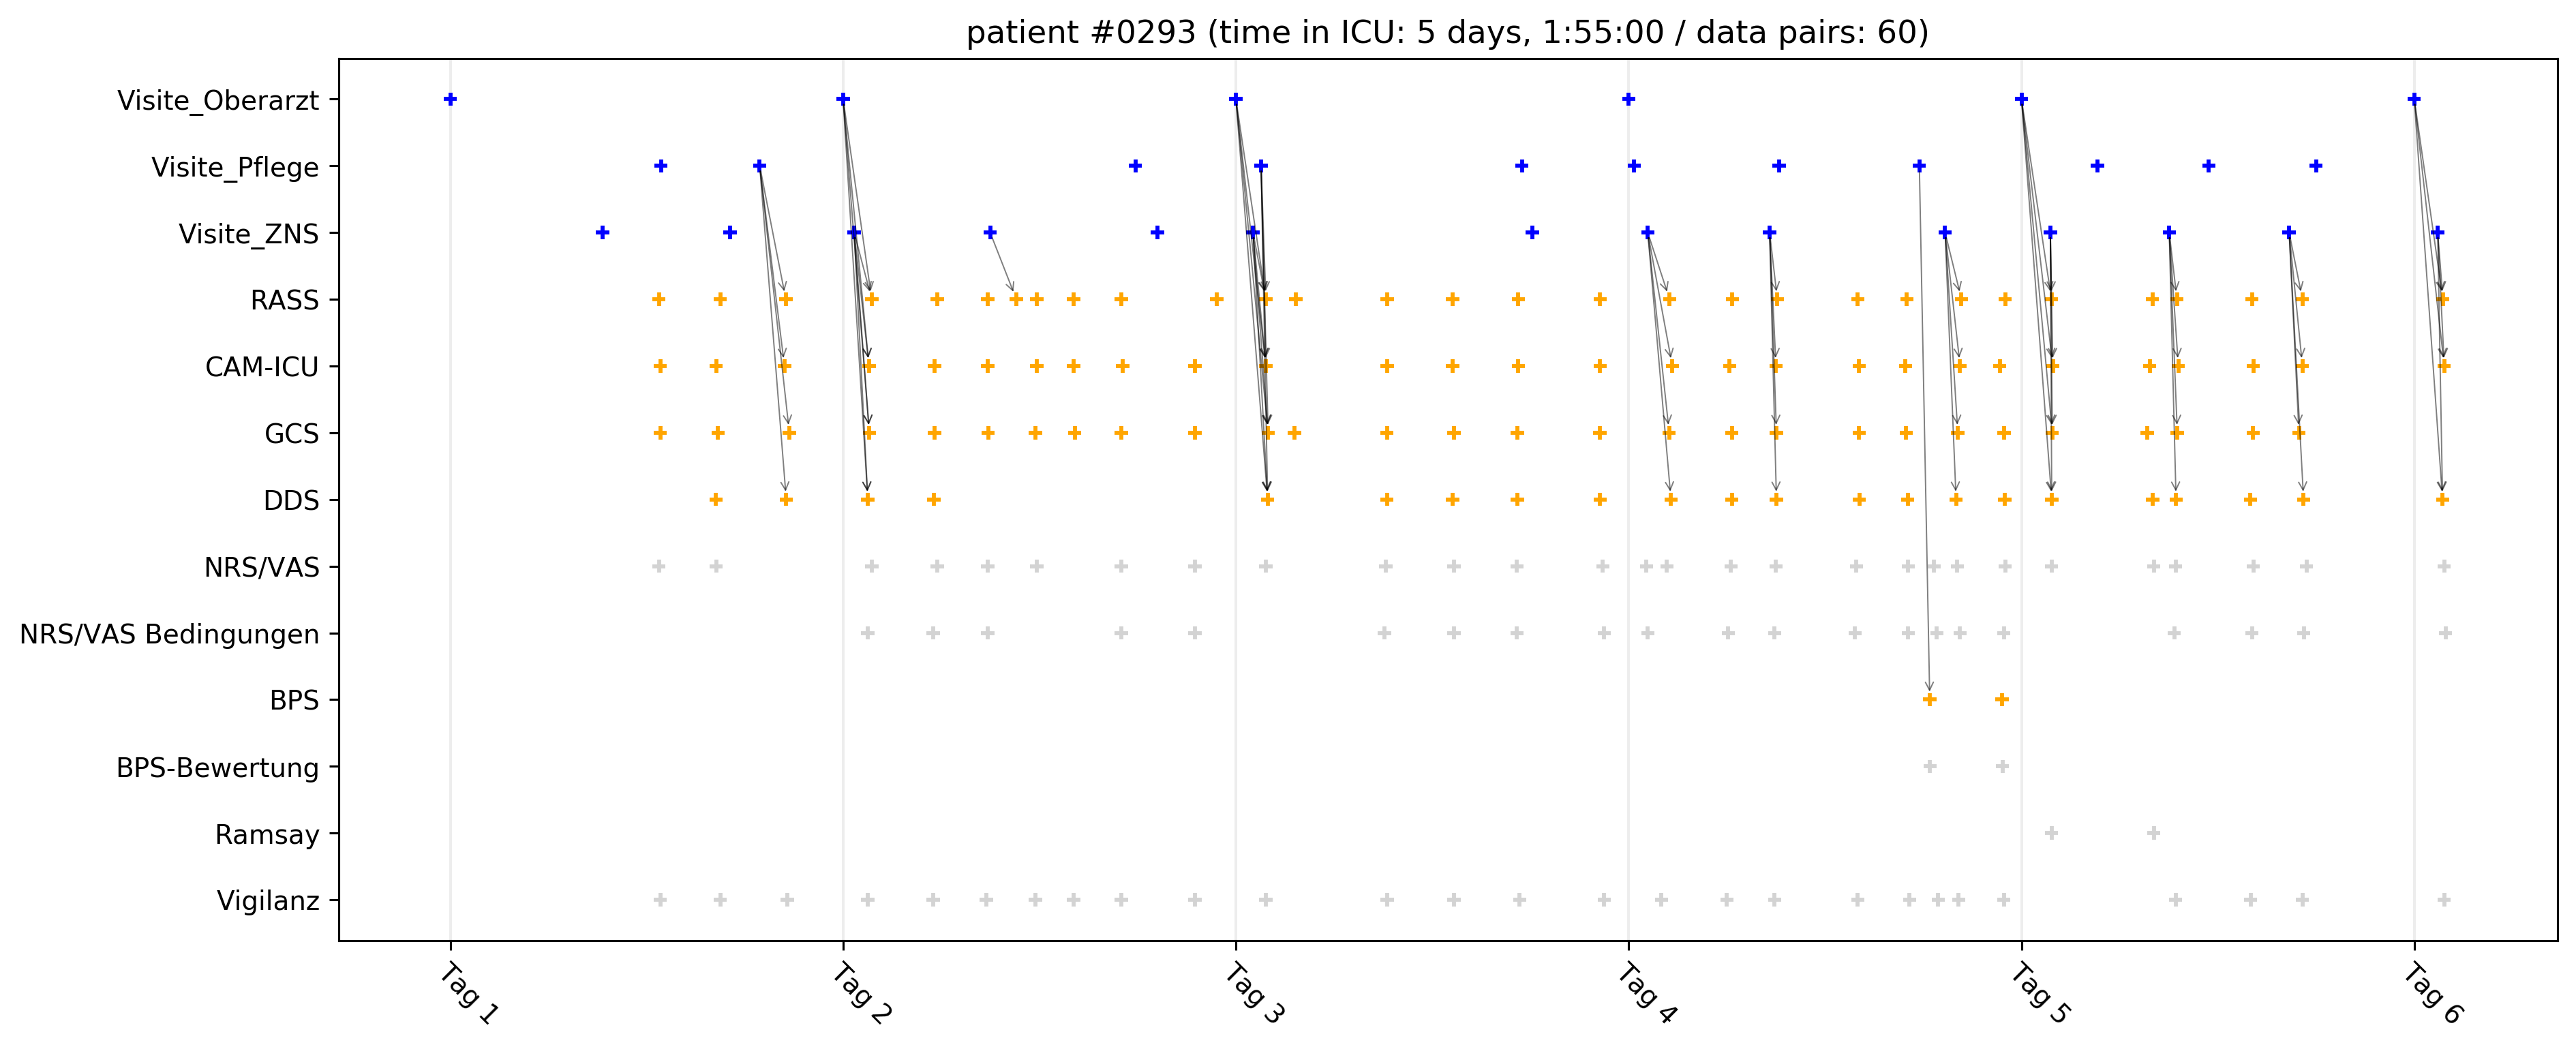 patient #0293 (time in ICU: 5 days, 1:55:00 / data pairs: 60)
Visite_Oberarzt
Visite_Pflege
Visite_ZNS
RASS
CAM-ICU
GCS
DDS
NRS/VAS
NRS/VAS Bedingungen
BPS
BPS-Bewertung
Ramsay
Vigilanz
Tag 1
Tag 2
Tag 3
Tag 4
Tag 5
Tag 6